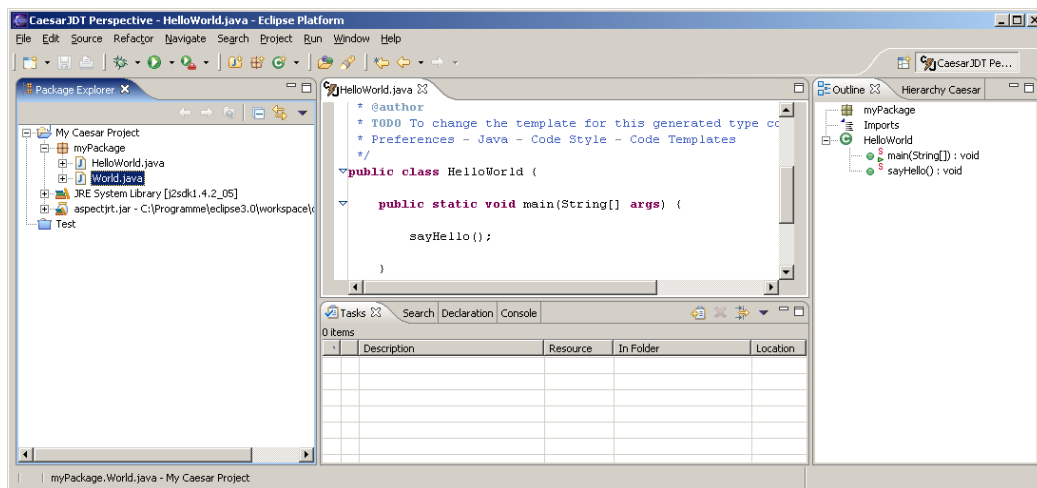 CaesarJDT Perspective - HelloWorld.java - Eclipse Platform
File Edit Source Refactor Navigate Search Project Run Window Help
CaesarJDT Pe...
Package Explorer
My Caesar Project
myPackage
HelloWorld.java
World.java
JRE System Library [j2sdk1.4.2_05]
aspectjrt.jar - C:\Programme\eclipse3.0\workspace\
Test
HelloWorld.java
* @author
* TODO To change the template for this generated type co
* Preferences - Java - Code Style - Code Templates
*/
public class HelloWorld {
public static void main(String[] args) {
sayHello();
}
Outline Hierarchy Caesar
myPackage
Imports
HelloWorld
S main(String[]) : void
S sayHello() : void
Tasks Search Declaration Console
0 items
Description Resource In Folder Location
myPackage.World.java - My Caesar Project